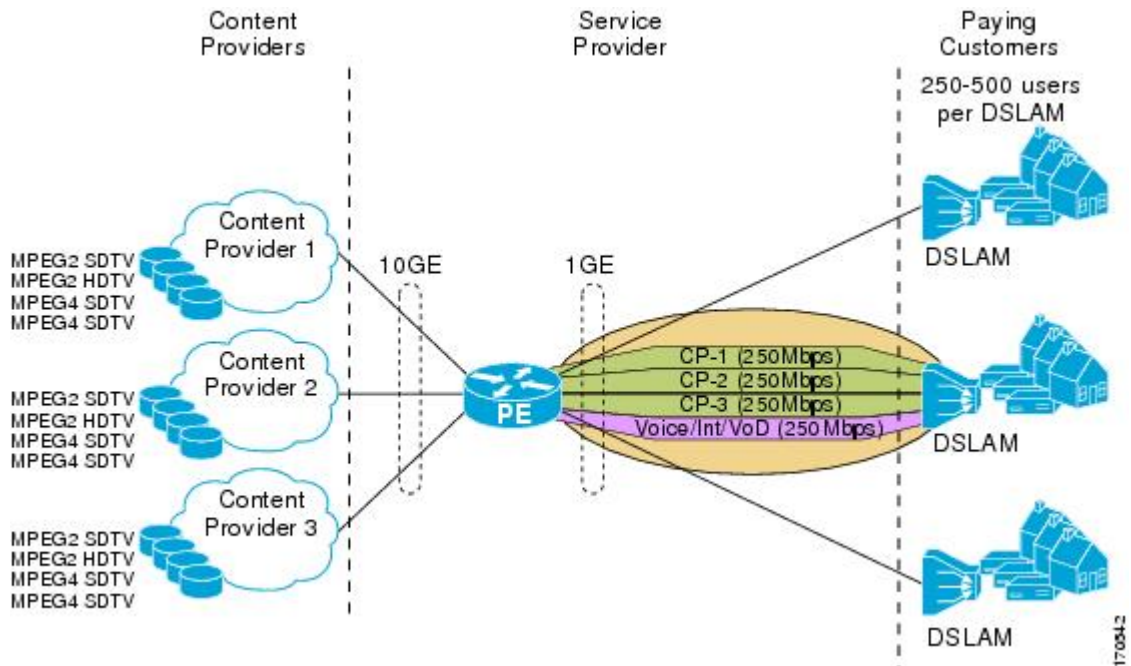 Content
Providers
Service
Provider
Paying
Customers
250-500 users
per DSLAM
Content
Provider 1
MPEG2 SDTV
MPEG2 HDTV
MPEG4 SDTV
MPEG4 SDTV
10GE
1GE
DSLAM
Content
Provider 2
MPEG2 SDTV
MPEG2 HDTV
MPEG4 SDTV
MPEG4 SDTV
PE
CP-1 (250Mbps)
CP-2 (250Mbps)
CP-3 (250Mbps)
Voice/Int/VoD (250Mbps)
DSLAM
Content
Provider 3
MPEG2 SDTV
MPEG2 HDTV
MPEG4 SDTV
MPEG4 SDTV
DSLAM
170642